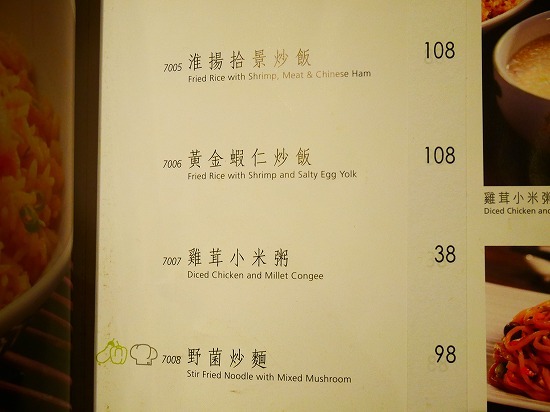 7005 淮揚拾景炒飯 108
Fried Rice with Shrimp, Meat & Chinese Ham
7006 黃金蝦仁炒飯 108
Fried Rice with Shrimp and Salty Egg Yolk
7007 雞茸小米粥 38
Diced Chicken and Millet Congee
7008 野菌炒麵 98
Stir Fried Noodle with Mixed Mushroom
雞茸小米粥
Diced Chicken and